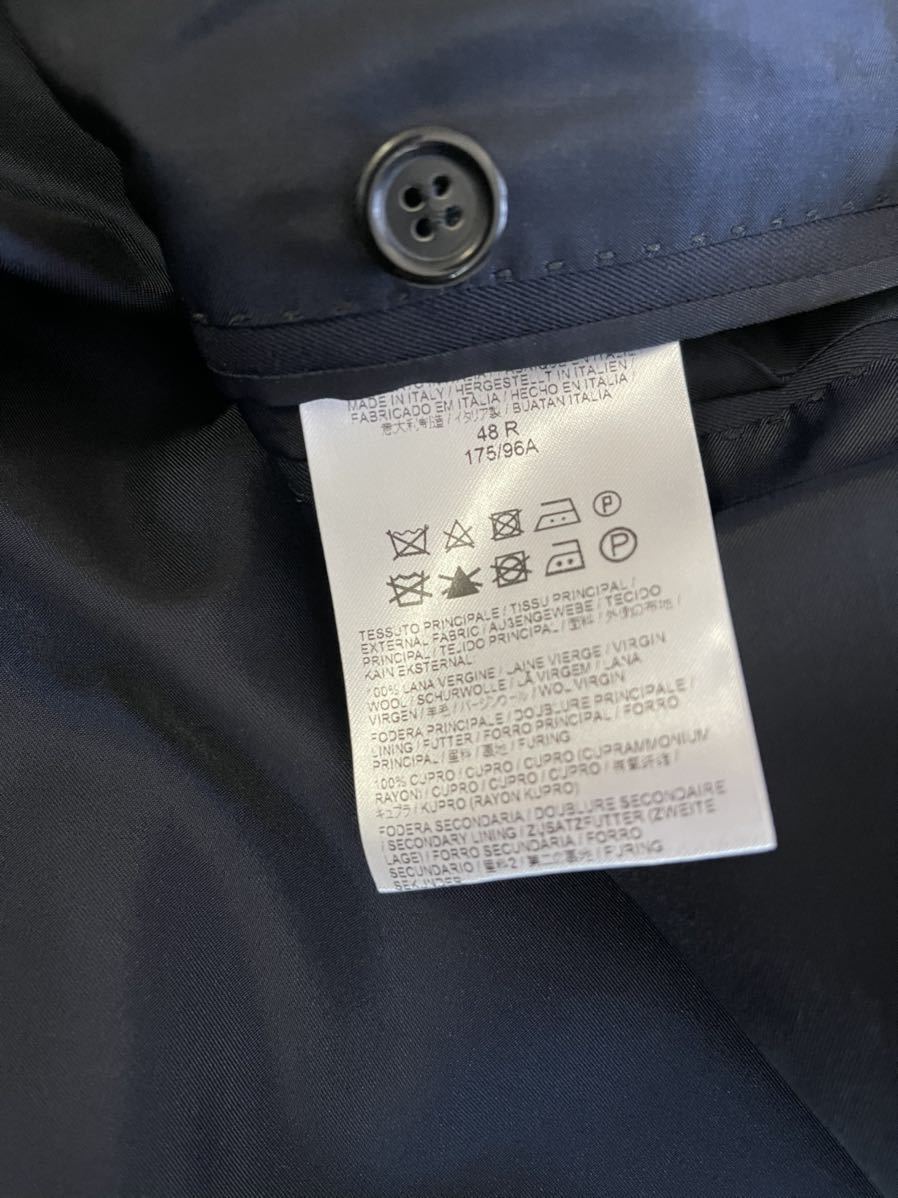 MADE IN ITALY / HERGESTELLT IN ITALIEN /
FABRICADO EM ITALIA / HECHO EN ITALIA /
意大利制造 / イタリア製 / BUATAN ITALIA /
48 R
175/96A
P
P
TESSUTO PRINCIPALE / TISSU PRINCIPAL /
EXTERNAL FABRIC / AUßENGEWEBE / TECIDO
PRINCIPAL / TEJIDO PRINCIPAL / 面料 / 外側の布地 /
KAIN EKSTERNAL
100% LANA VERGINE / LAINE VIERGE / VIRGIN
WOOL / SCHURWOLLE / LÃ VIRGEM / LANA
VIRGEN / 羊毛 / バージンウール / WOL VIRGIN
FODERA PRINCIPALE / DOUBLURE PRINCIPALE /
LINING / FUTTER / FORRO PRINCIPAL / FORRO
PRINCIPAL / 里料 / 裏地 / FURING
100% CUPRO / CUPRO / CUPRO (CUPRAMMONIUM
RAYON) / CUPRO / CUPRO / CUPRO / 铜氨纤维 /
キュプラ / KUPRO (RAYON KUPRO)
FODERA SECONDARIA / DOUBLURE SECONDAIRE
/ SECONDARY LINING / ZUSATZFUTTER (ZWEITE
LAGE) / FORRO SECUNDÁRIA / FORRO
SECUNDARIO / 里料2 / 第二の裏地 / FURING
SEKUNDER